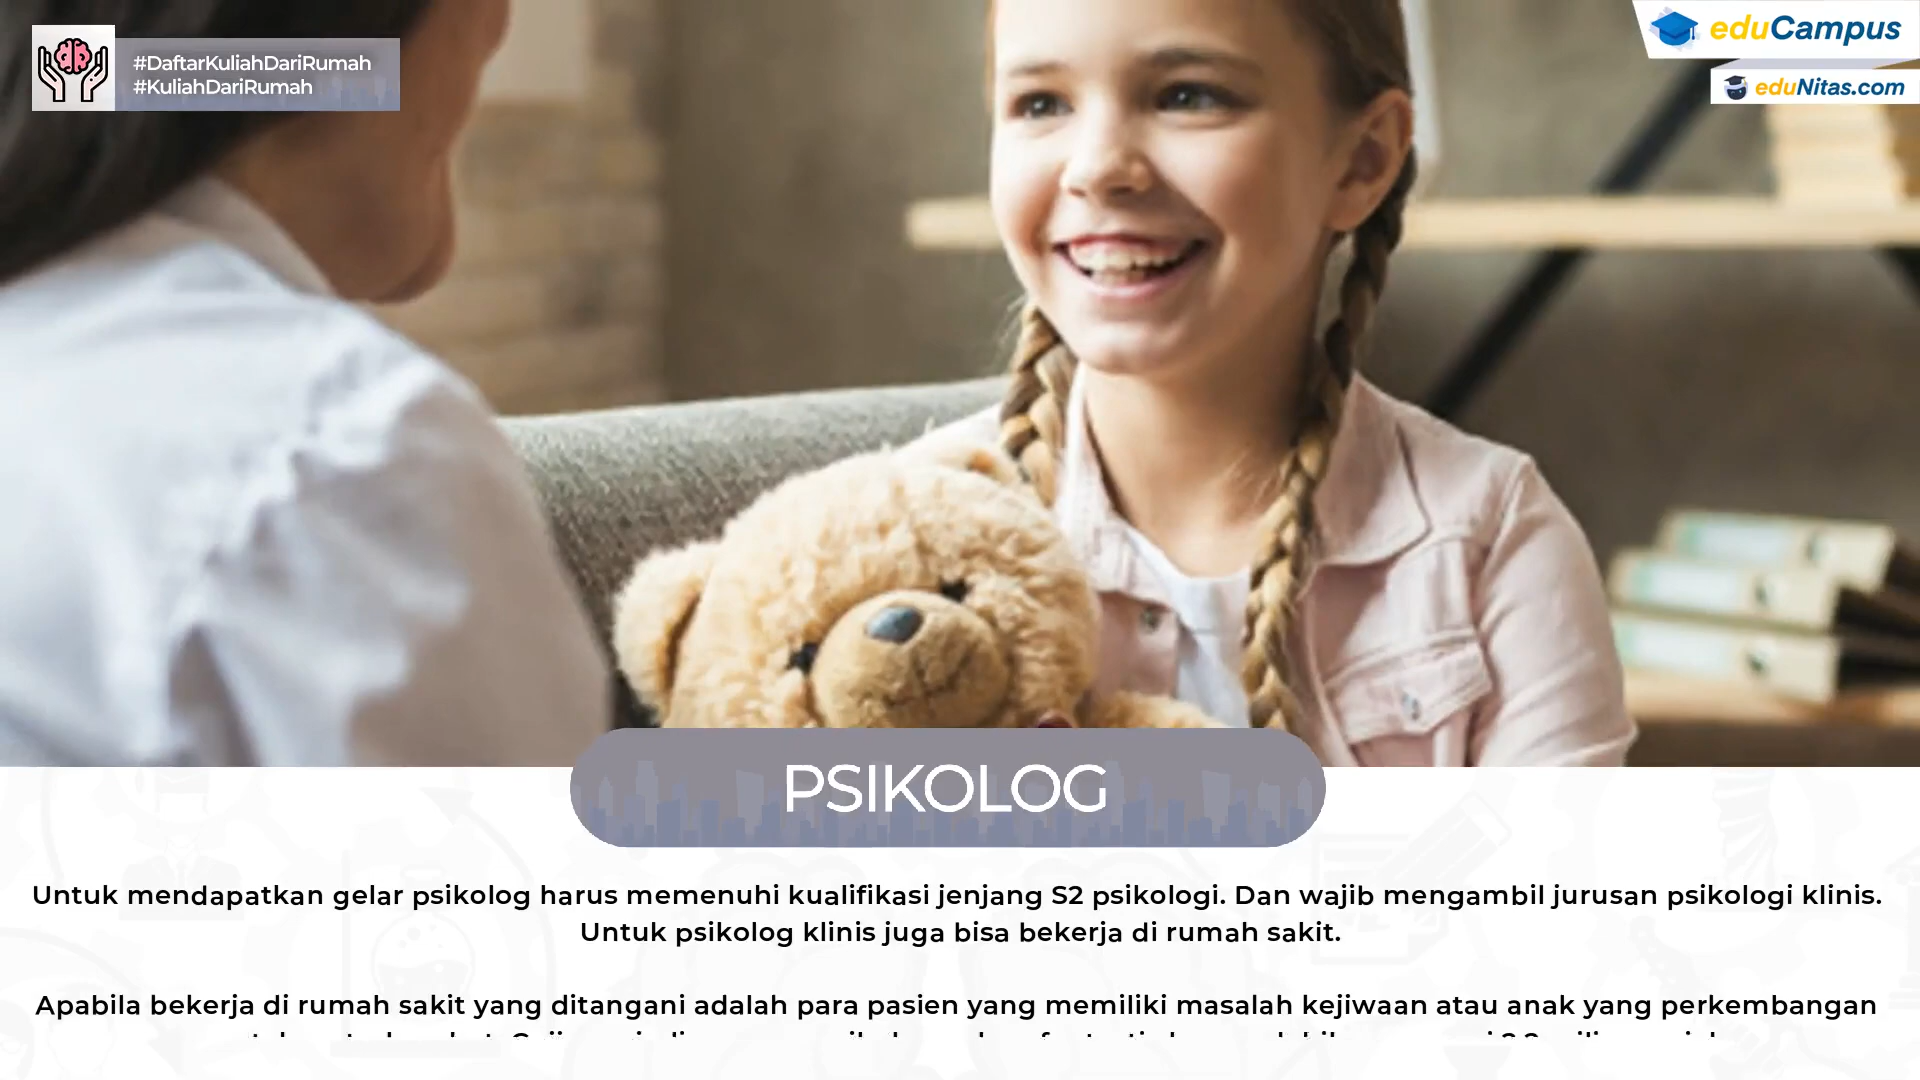 #DaftarKuliahDariRumah
#KuliahDariRumah
eduCampus
eduNitas.com
PSIKOLOG
Untuk mendapatkan gelar psikolog harus memenuhi kualifikasi jenjang S2 psikologi. Dan wajib mengambil jurusan psikologi klinis.
Untuk psikolog klinis juga bisa bekerja di rumah sakit.
Apabila bekerja di rumah sakit yang ditangani adalah para pasien yang memiliki masalah kejiwaan atau anak yang perkembangan